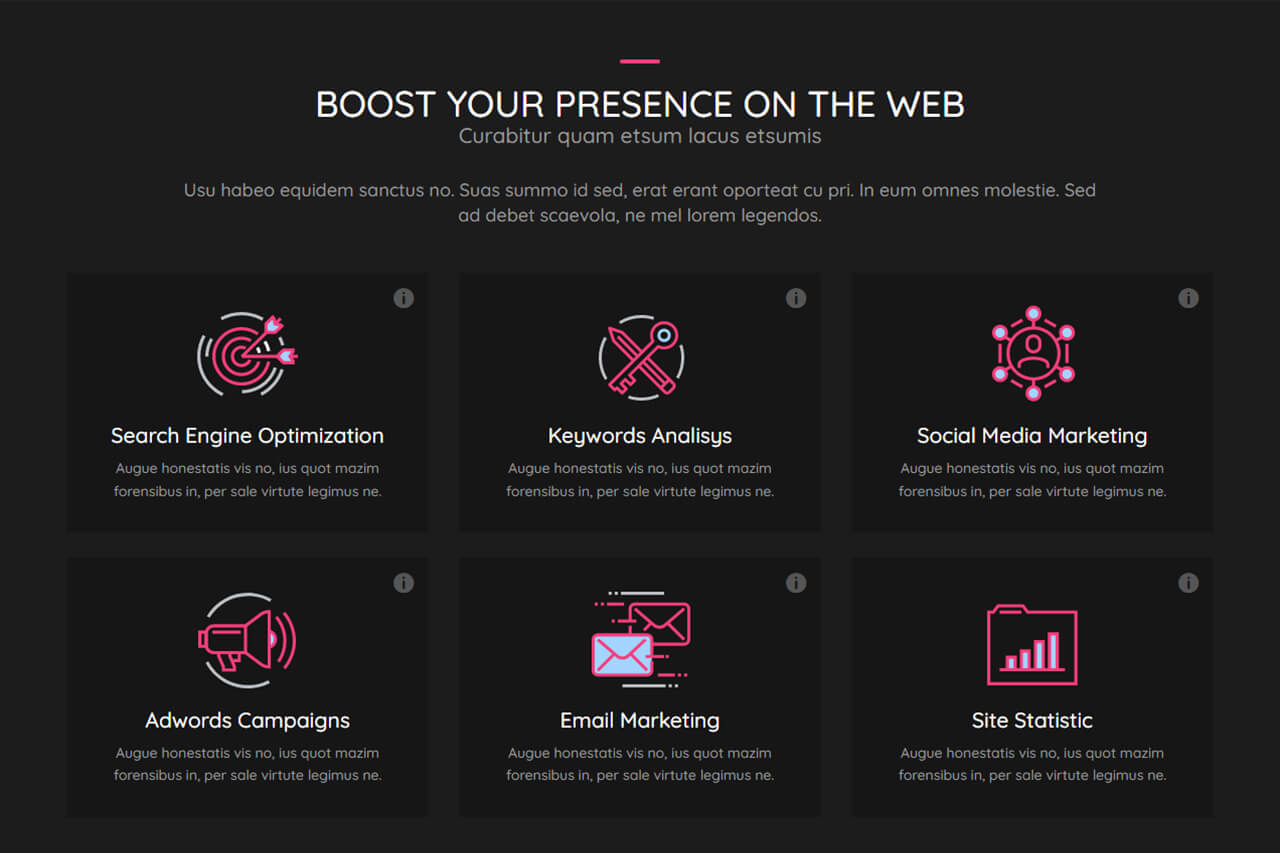 BOOST YOUR PRESENCE ON THE WEB
Curabitur quam etsum lacus etsumis
Usu habeo equidem sanctus no. Suas summo id sed, erat erant oporteat cu pri. In eum omnes molestie. Sed
ad debet scaevola, ne mel lorem legendos.
Search Engine Optimization
Augue honestatis vis no, ius quot mazim
forensibus in, per sale virtute legimus ne.
Keywords Analisys
Augue honestatis vis no, ius quot mazim
forensibus in, per sale virtute legimus ne.
Social Media Marketing
Augue honestatis vis no, ius quot mazim
forensibus in, per sale virtute legimus ne.
Adwords Campaigns
Augue honestatis vis no, ius quot mazim
forensibus in, per sale virtute legimus ne.
Email Marketing
Augue honestatis vis no, ius quot mazim
forensibus in, per sale virtute legimus ne.
Site Statistic
Augue honestatis vis no, ius quot mazim
forensibus in, per sale virtute legimus ne.